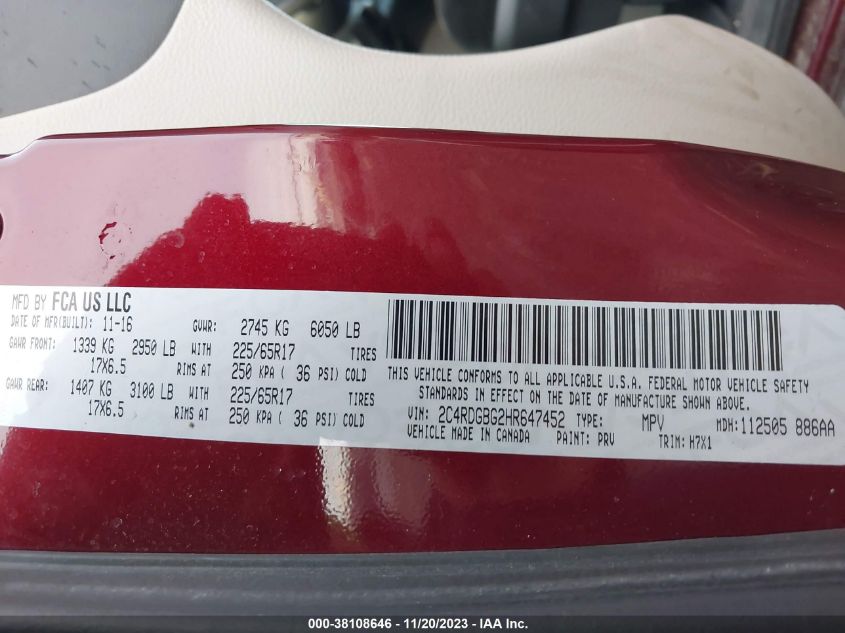 MFD BY FCA US LLC
DATE OF MFR(BUILT): 11-16 GVWR: 2745 KG 6050 LB
GAWR FRONT: 1339 KG 2950 LB WITH 225/65R17 TIRES
17X6.5 RIMS AT 250 KPA ( 36 PSI) COLD
GAWR REAR: 1407 KG 3100 LB WITH 225/65R17 TIRES
17X6.5 RIMS AT 250 KPA ( 36 PSI) COLD
THIS VEHICLE CONFORMS TO ALL APPLICABLE U.S.A. FEDERAL MOTOR VEHICLE SAFETY
STANDARDS IN EFFECT ON THE DATE OF MANUFACTURE SHOWN ABOVE.
VIN: 2C4RDGBG2HR647452 TYPE: MPV MDH:112505 886AA
VEHICLE MADE IN CANADA PAINT: PRV TRIM: H7X1
000-38108646 - 11/20/2023 - IAA Inc.